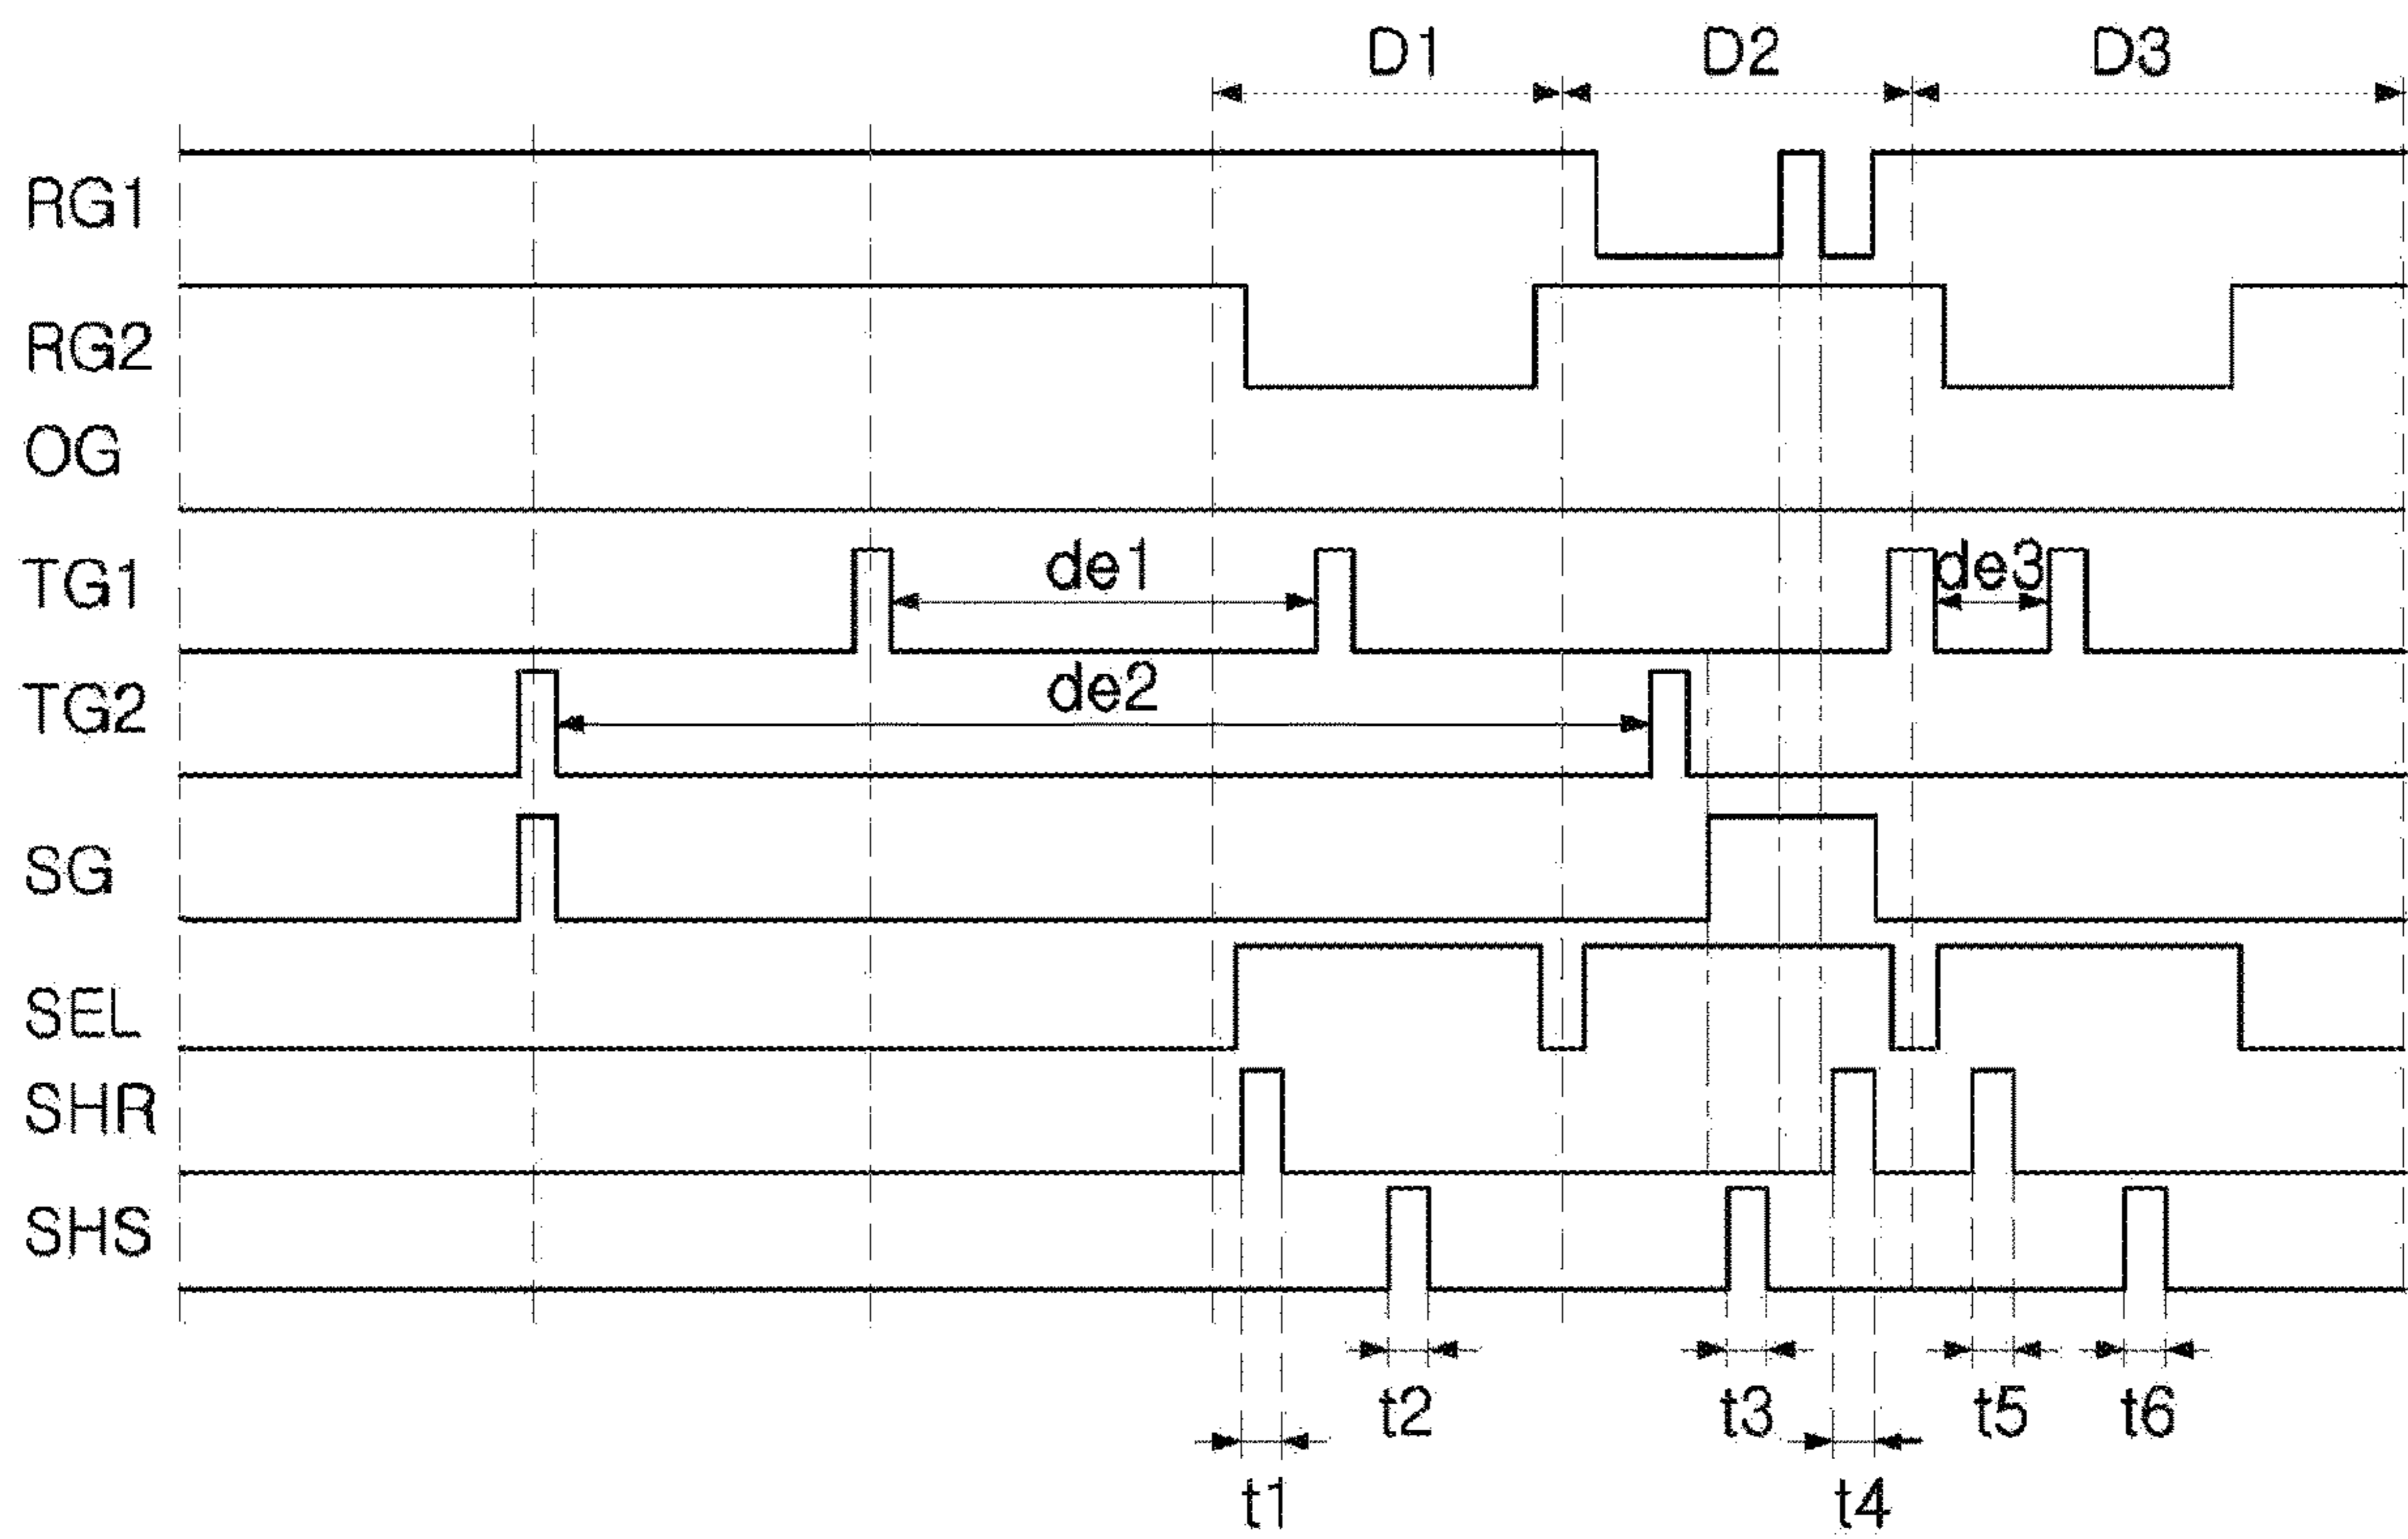 D1 D2 D3
RG1
RG2
OG
TG1 de1 de3
TG2 de2
SG
SEL
SHR
SHS
t2 t3 t5 t6
t1 t4